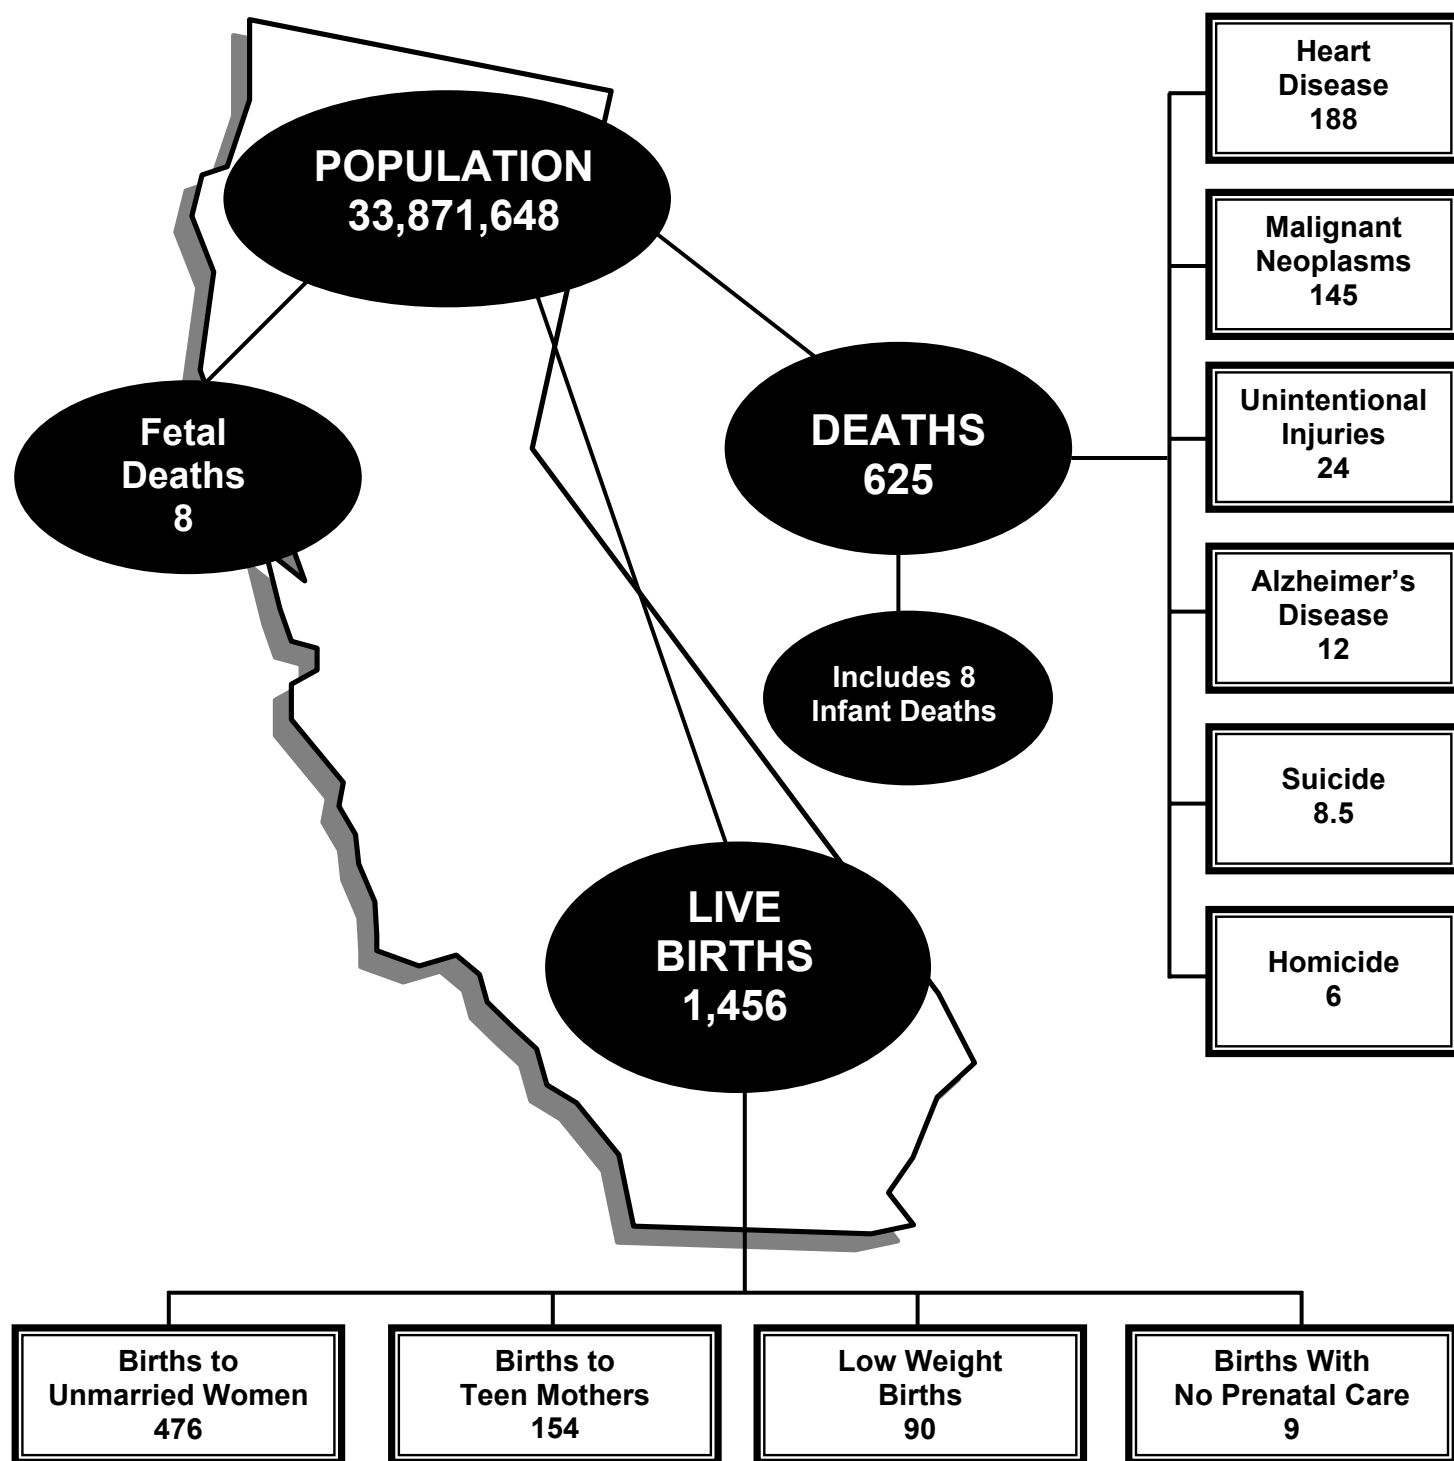 POPULATION
33,871,648
Fetal
Deaths
8
DEATHS
625
Includes 8
Infant Deaths
LIVE
BIRTHS
1,456
Heart
Disease
188
Malignant
Neoplasms
145
Unintentional
Injuries
24
Alzheimer’s
Disease
12
Suicide
8.5
Homicide
6
Births to
Unmarried Women
476
Births to
Teen Mothers
154
Low Weight
Births
90
Births With
No Prenatal Care
9